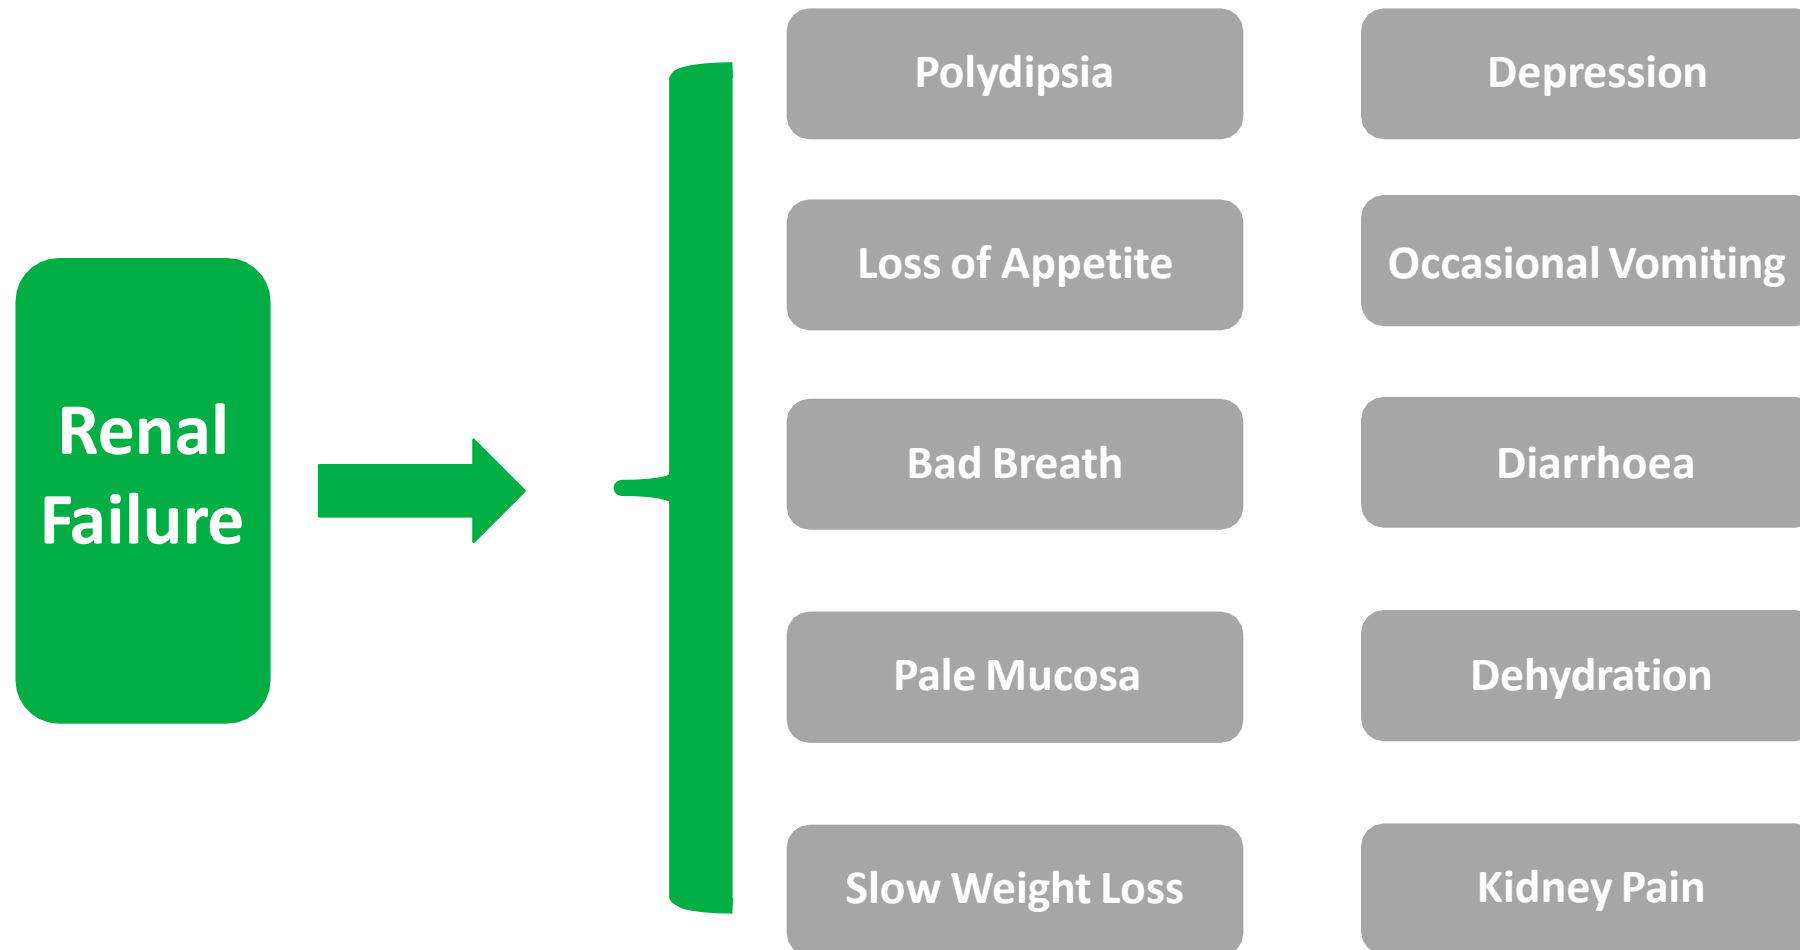 Renal
Failure
Polydipsia
Depression
Loss of Appetite
Occasional Vomiting
Bad Breath
Diarrhoea
Pale Mucosa
Dehydration
Slow Weight Loss
Kidney Pain